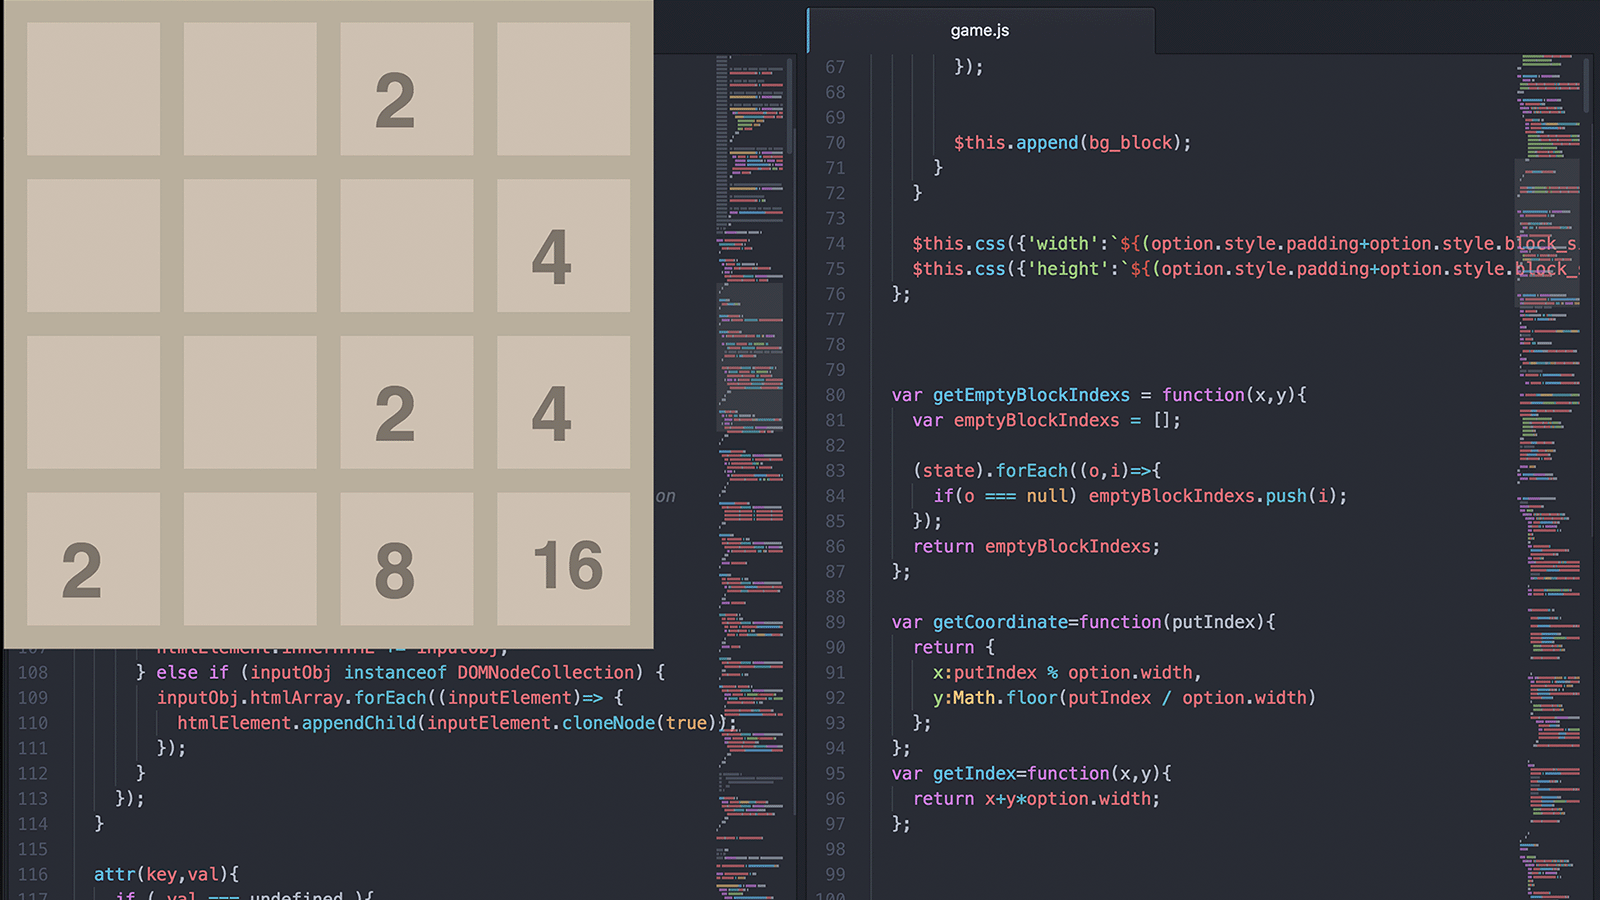 2
4
2 4
2 8 16
on
107 htmlElement.innerHTML += inputObj;
108 } else if (inputObj instanceof DOMNodeCollection) {
109 inputObj.htmlArray.forEach((inputElement)=> {
110 htmlElement.appendChild(inputElement.cloneNode(true));
111 });
112 }
113 });
114 }
115
116 attr(key,val){
117 if ( val === undefined ){
game.js
67 });
68
69
70 $this.append(bg_block);
71 }
72 }
73
74 $this.css({'width':`${(option.style.padding+option.style.block_s
75 $this.css({'height':`${(option.style.padding+option.style.block_
76 };
77
78
79
80 var getEmptyBlockIndexs = function(x,y){
81 var emptyBlockIndexs = [];
82
83 (state).forEach((o,i)=>{
84 if(o === null) emptyBlockIndexs.push(i);
85 });
86 return emptyBlockIndexs;
87 };
88
89 var getCoordinate=function(putIndex){
90 return {
91 x:putIndex % option.width,
92 y:Math.floor(putIndex / option.width)
93 };
94 };
95 var getIndex=function(x,y){
96 return x+y*option.width;
97 };
98
99
100